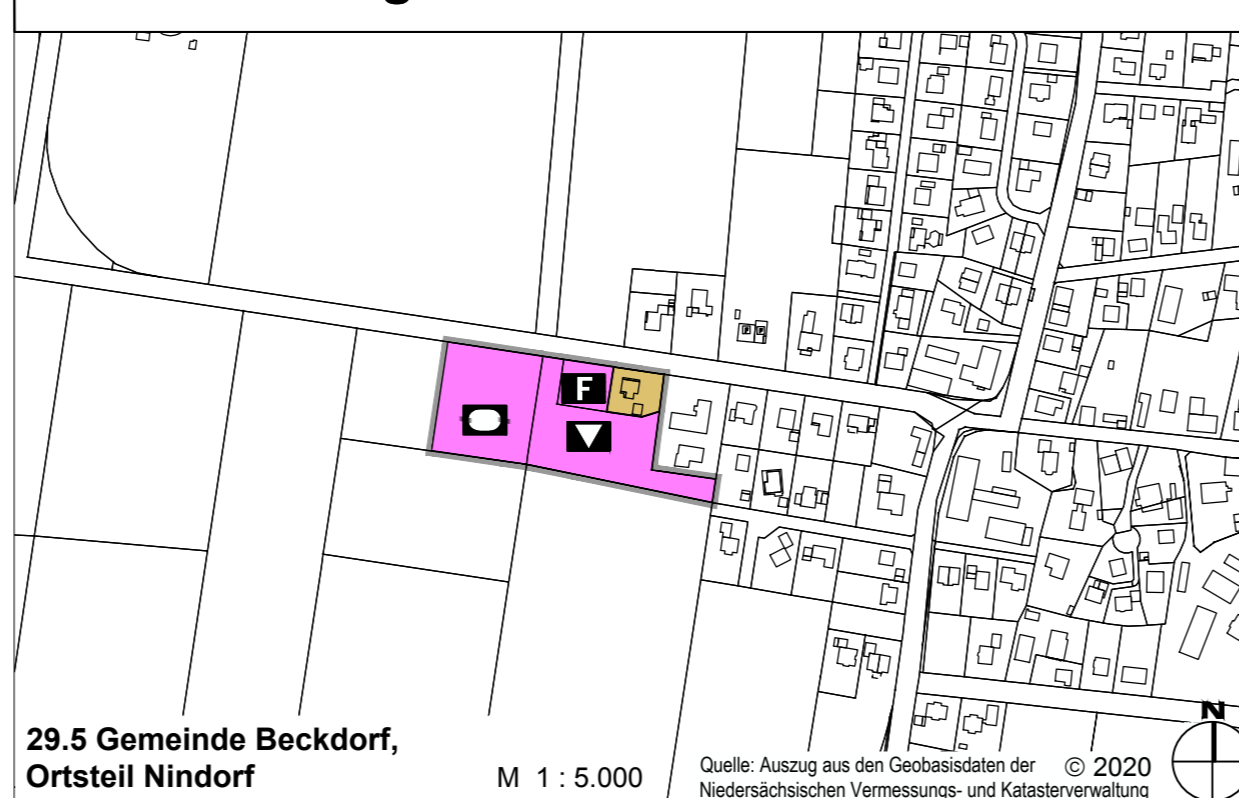 F
29.5 Gemeinde Beckdorf,
Ortsteil Nindorf
M 1 : 5.000
Quelle: Auszug aus den Geobasisdaten der © 2020
Niedersächsischen Vermessungs- und Katasterverwaltung
N